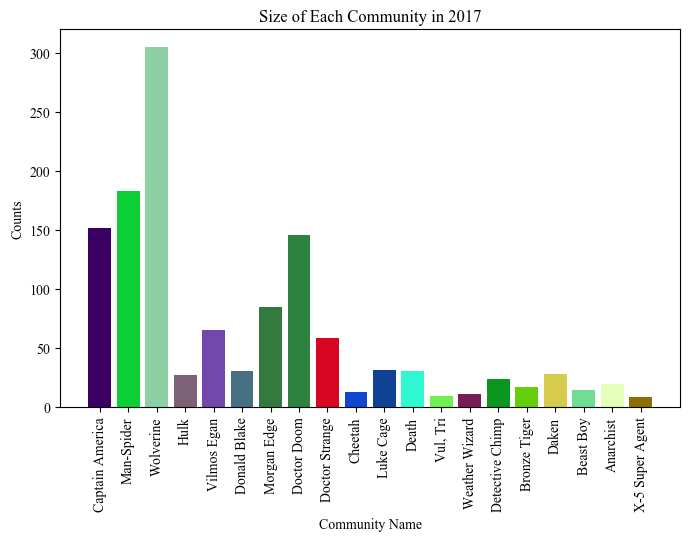 Size of Each Community in 2017
300
250
200
150
100
50
0
Counts
Captain America
Man-Spider
Wolverine
Hulk
Vilmos Egan
Donald Blake
Morgan Edge
Doctor Doom
Doctor Strange
Cheetah
Luke Cage
Death
Vul, Tri
Weather Wizard
Detective Chimp
Bronze Tiger
Daken
Beast Boy
Anarchist
X-5 Super Agent
Community Name